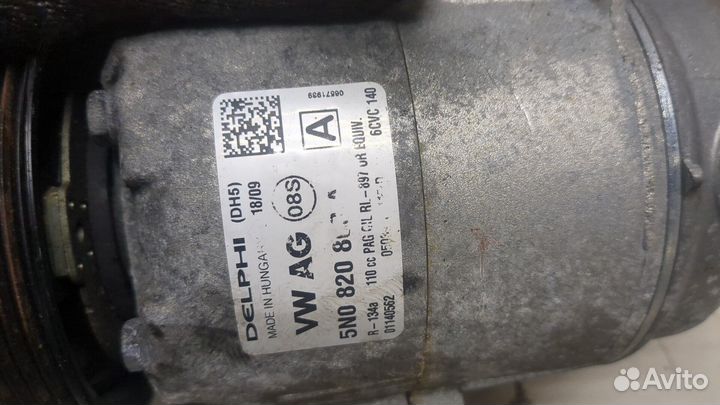 06571939
A
DELPHI (DH5)
MADE IN HUNGARY 18/09
VW AG 08S
5N0 820 8
R-134a 110 cc PAG OIL RL-897 OR EQUIV.
01140562 6CVC 140
Avito